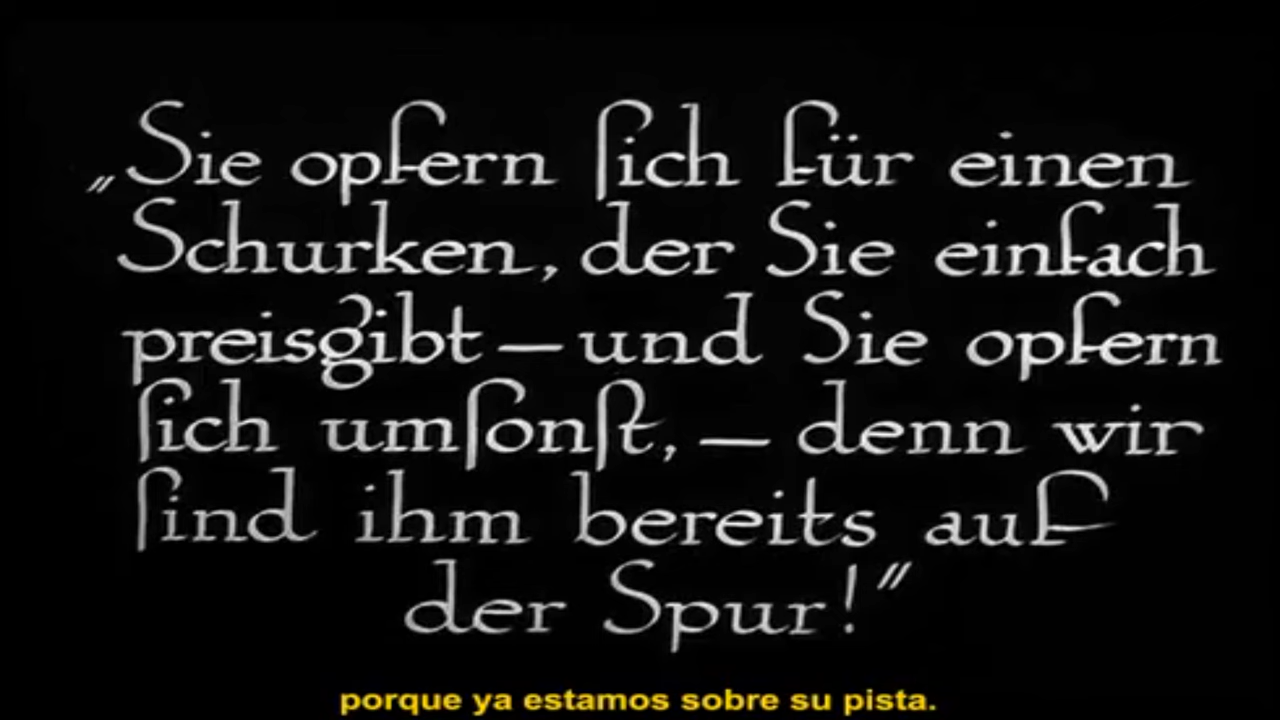 „Sie opfern ſich für einen
Schurken, der Sie einfach
preisgibt — und Sie opfern
ſich umſonſt, — denn wir
ſind ihm bereits auf
der Spur!“
porque ya estamos sobre su pista.